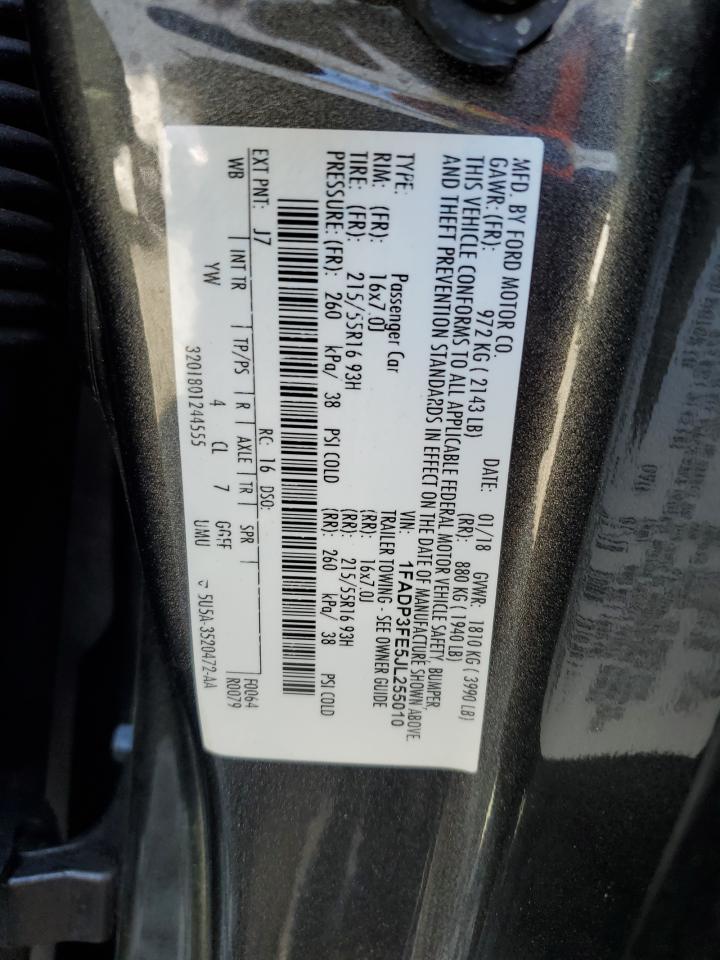 MFD. BY FORD MOTOR CO.
DATE: 01/18 GVWR: 1810 KG ( 3990 LB)
GAWR: (FR): 972 KG ( 2143 LB) (RR): 880 KG ( 1940 LB)
THIS VEHICLE CONFORMS TO ALL APPLICABLE FEDERAL MOTOR VEHICLE SAFETY, BUMPER,
AND THEFT PREVENTION STANDARDS IN EFFECT ON THE DATE OF MANUFACTURE SHOWN ABOVE.
VIN: 1FADP3FE5JL255010
TYPE: Passenger Car TRAILER TOWING - SEE OWNER GUIDE
RIM: (FR): 16x7.0J (RR): 16x7.0J
TIRE: (FR): 215/55R16 93H (RR): 215/55R16 93H
PRESSURE: (FR): 260 kPa/ 38 PSI COLD (RR): 260 kPa/ 38 PSI COLD
RC: 16 DSO: F0064
EXT PNT: J7 R0079
WB INT TR TP/PS R AXLE TR SPR
YW 4 CL 7 GGFF
3201801244555 UMU 5U5A-3520472-AA